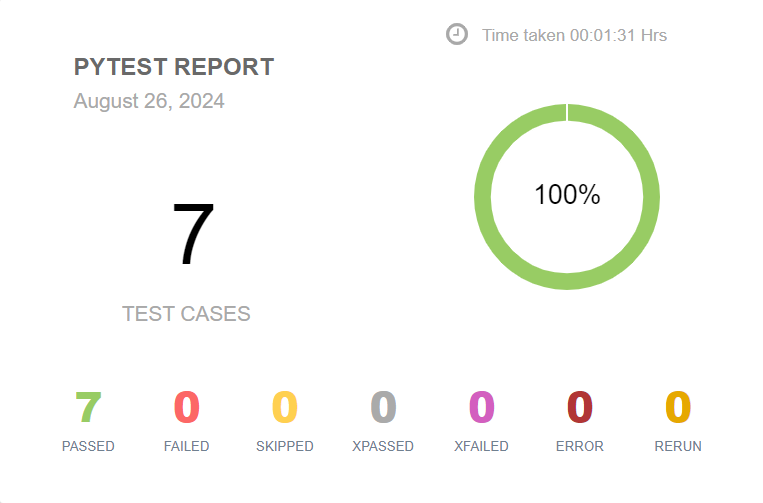 Time taken 00:01:31 Hrs
PYTEST REPORT
August 26, 2024
100%
7
TEST CASES
7 0 0 0 0 0 0
PASSED FAILED SKIPPED XPASSED XFAILED ERROR RERUN